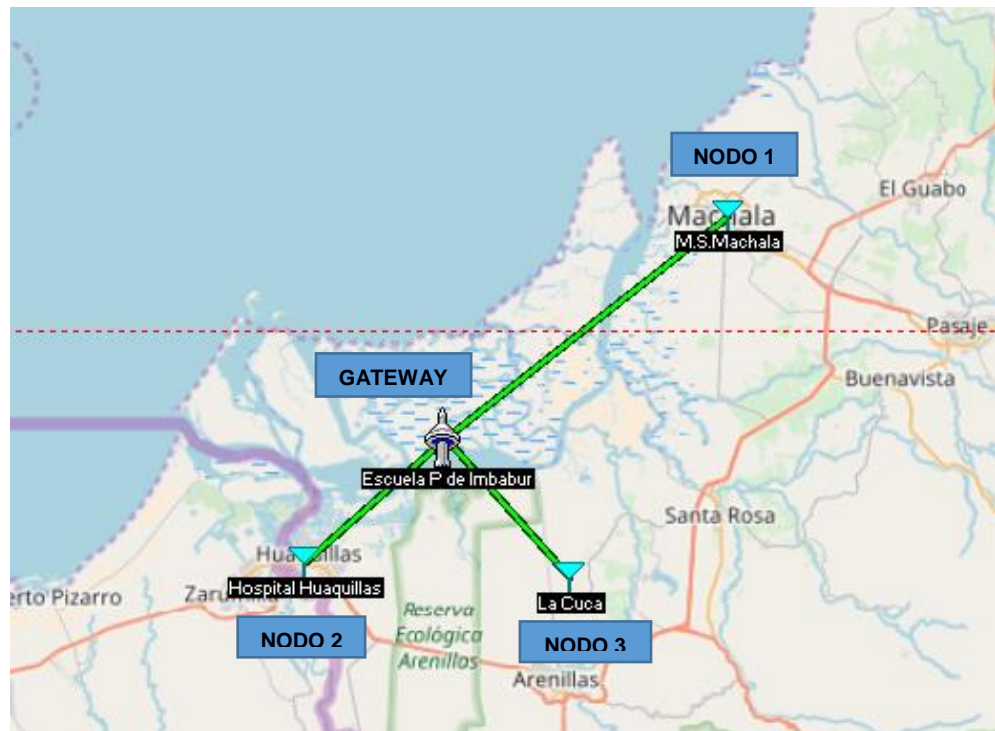 NODO 1
El Guabo
Machala
M.S.Machala
Pasaje
GATEWAY
Buenavista
Escuela P de Imbabur
Santa Rosa
Huaquillas
Hospital Huaquillas
erto Pizarro
La Cuca
Reserva
Ecológica
Arenillas
NODO 2
NODO 3
Arenillas